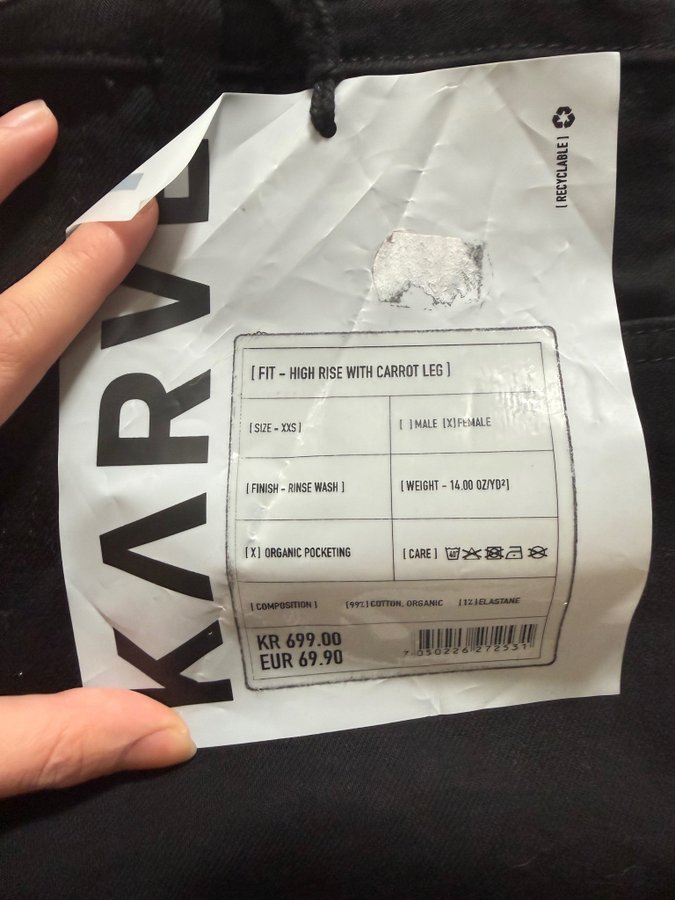 KARVE
[ RECYCLABLE ]
[ FIT - HIGH RISE WITH CARROT LEG ]
[ SIZE - XXS ]
[ ] MALE [X] FEMALE
[ FINISH - RINSE WASH ]
[ WEIGHT - 14.00 OZ/YD² ]
[ X ] ORGANIC POCKETING
[ CARE ] 40
[ COMPOSITION ] [99%] COTTON, ORGANIC [1%] ELASTANE
KR 699.00
EUR 69.90
7 050226 272531